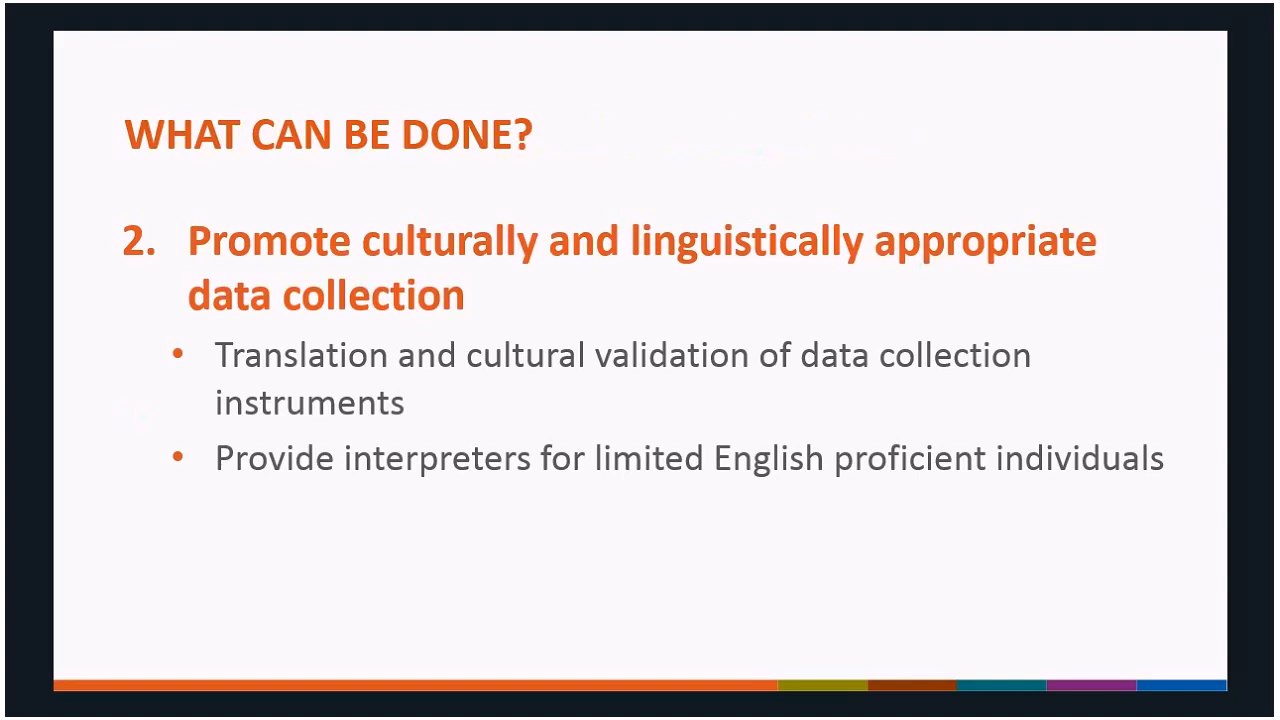 WHAT CAN BE DONE?
2. Promote culturally and linguistically appropriate
data collection
• Translation and cultural validation of data collection
instruments
• Provide interpreters for limited English proficient individuals